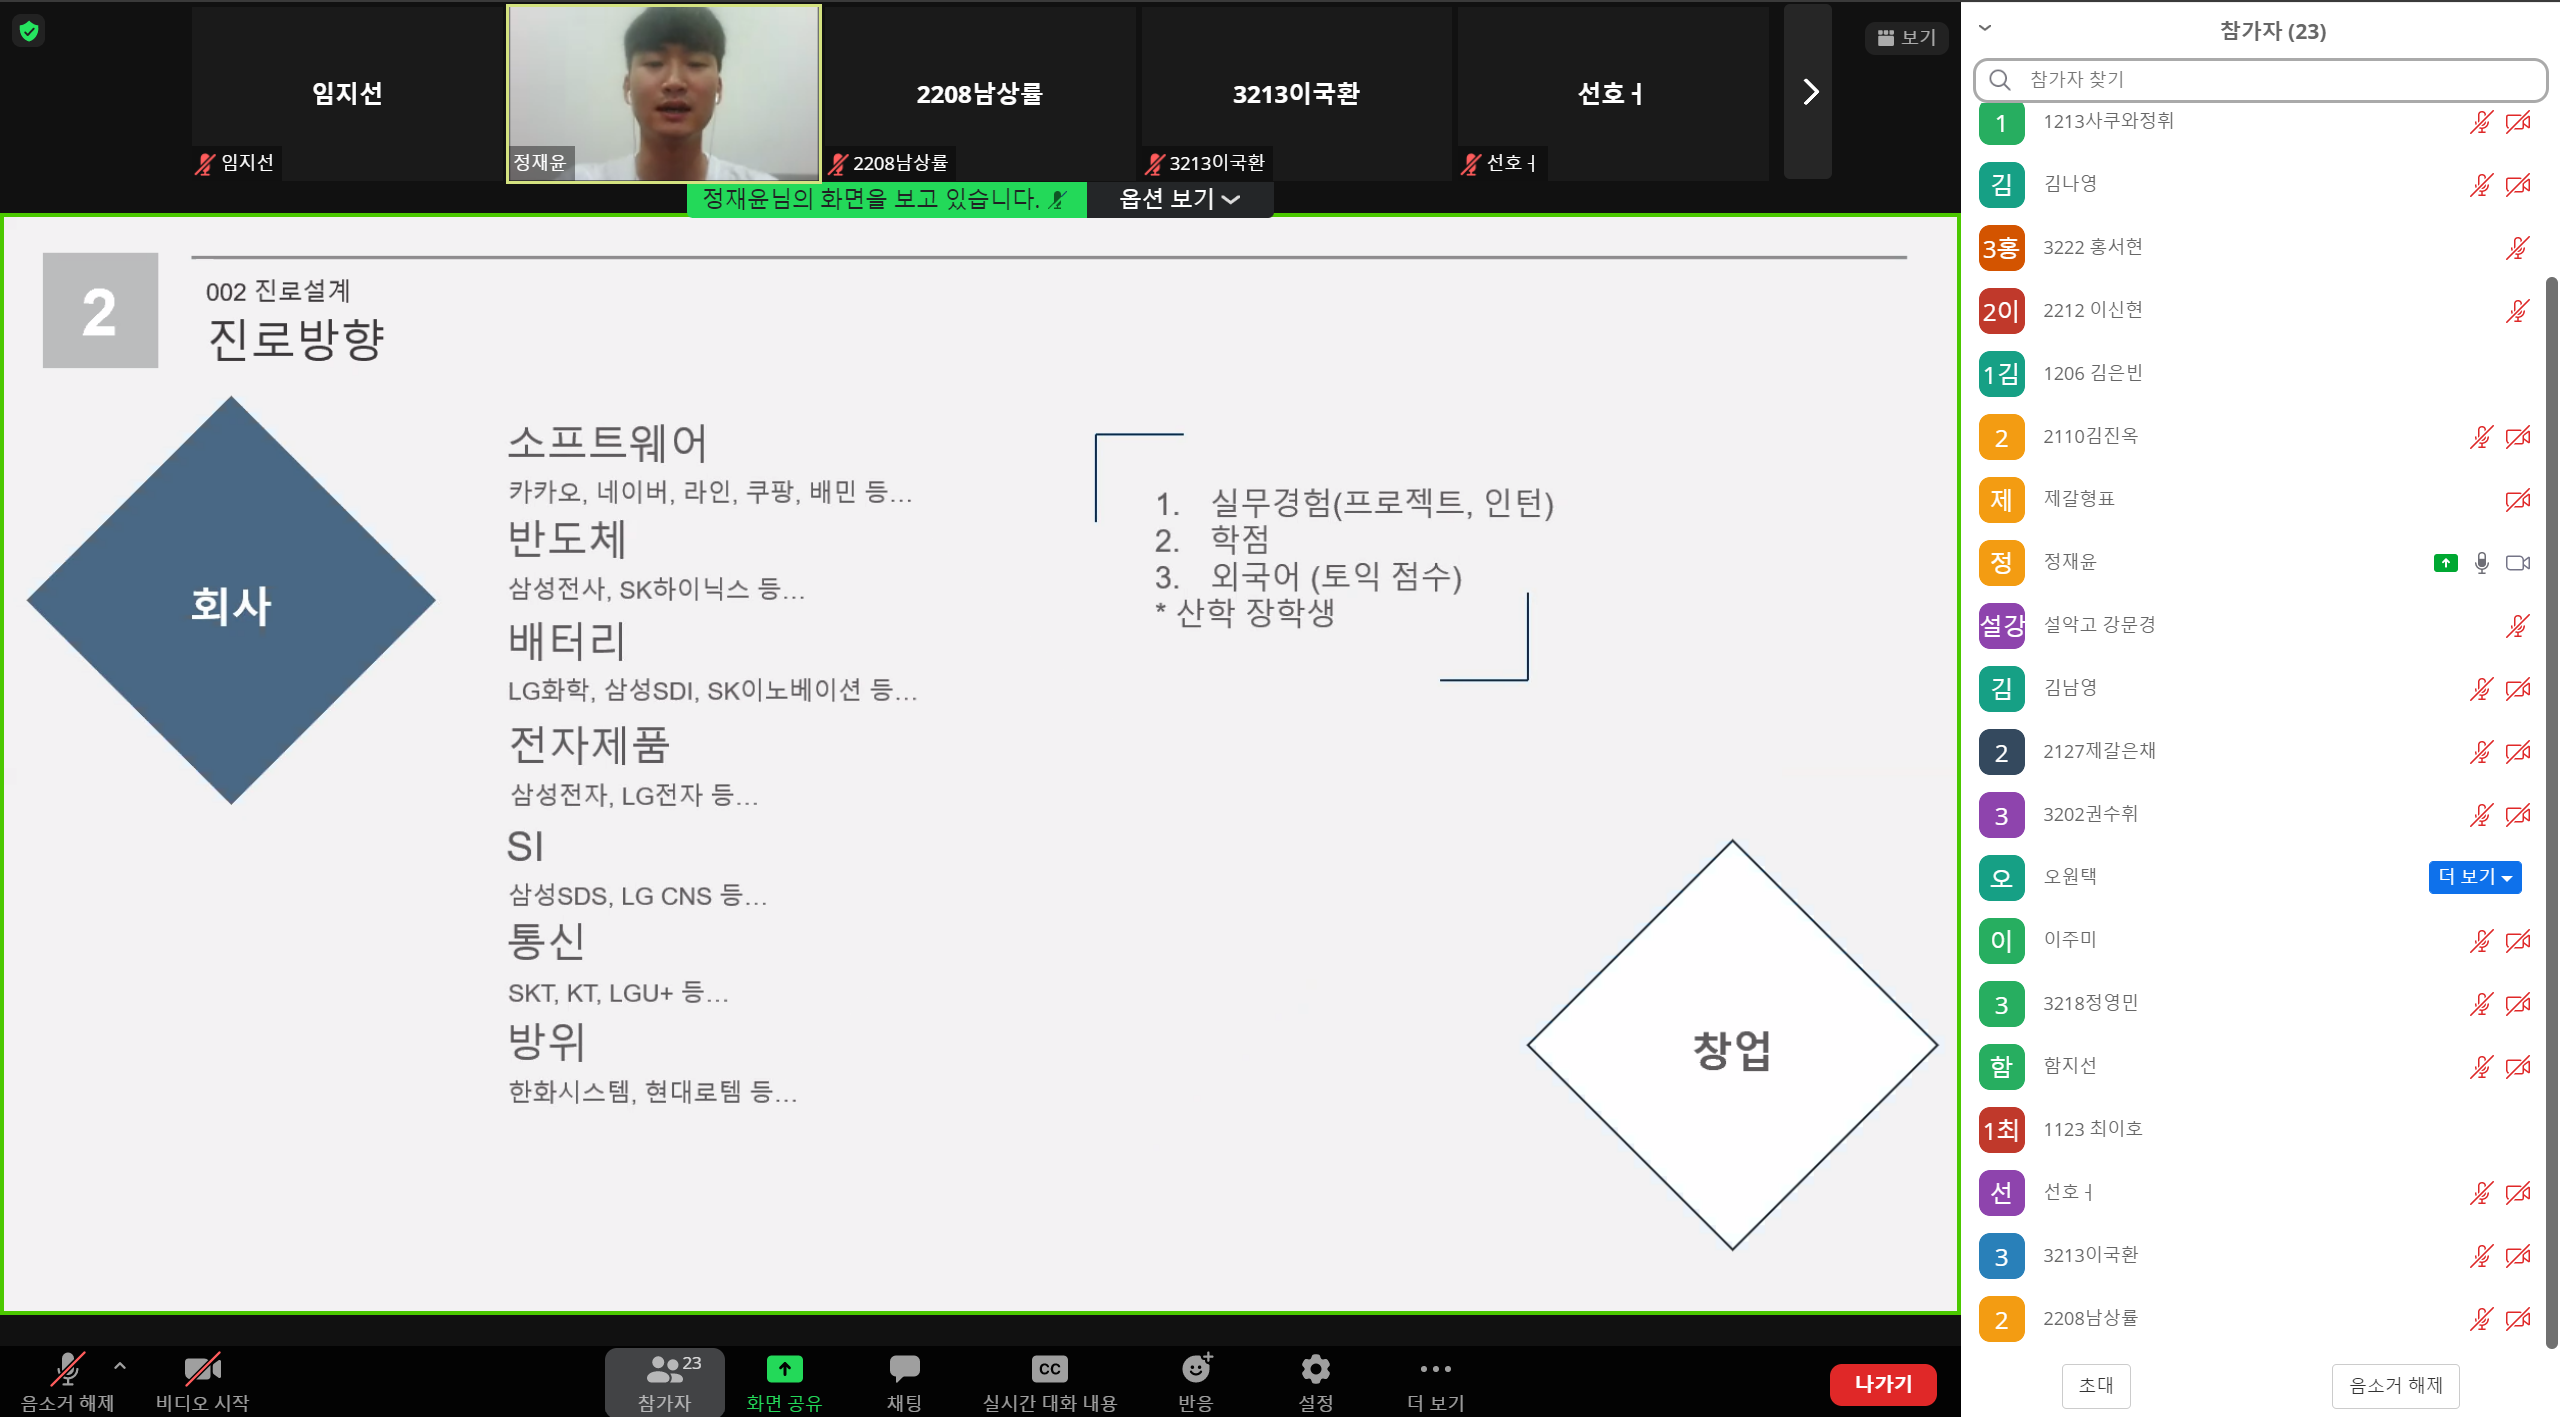 임지선
2208남상률
3213이국환
선호ㅕ
보기
임지선
정재윤
2208남상률
3213이국환
선호ㅕ
정재윤님의 화면을 보고 있습니다.
옵션 보기
2
002 진로설계
진로방향
회사
소프트웨어
카카오, 네이버, 라인, 쿠팡, 배민 등...
반도체
삼성전사, SK하이닉스 등...
배터리
LG화학, 삼성SDI, SK이노베이션 등...
전자제품
삼성전자, LG전자 등...
SI
삼성SDS, LG CNS 등...
통신
SKT, KT, LGU+ 등...
방위
한화시스템, 현대로템 등...
1. 실무경험(프로젝트, 인턴)
2. 학점
3. 외국어 (토익 점수)
* 산학 장학생
창업
음소거 해제
비디오 시작
23
참가자
화면 공유
채팅
CC
실시간 대화 내용
반응
설정
더 보기
나가기
참가자 (23)
참가자 찾기
1 1213사쿠와정휘
김 김나영
3홍 3222 홍서현
2이 2212 이신현
1김 1206 김은빈
2 2110김진옥
제 제갈형표
정 정재윤
설강 설악고 강문경
김 김남영
2 2127제갈은채
3 3202권수휘
오 오원택 더 보기
이 이주미
3 3218정영민
함 함지선
1최 1123 최이호
선 선호ㅕ
3 3213이국환
2 2208남상률
초대
음소거 해제